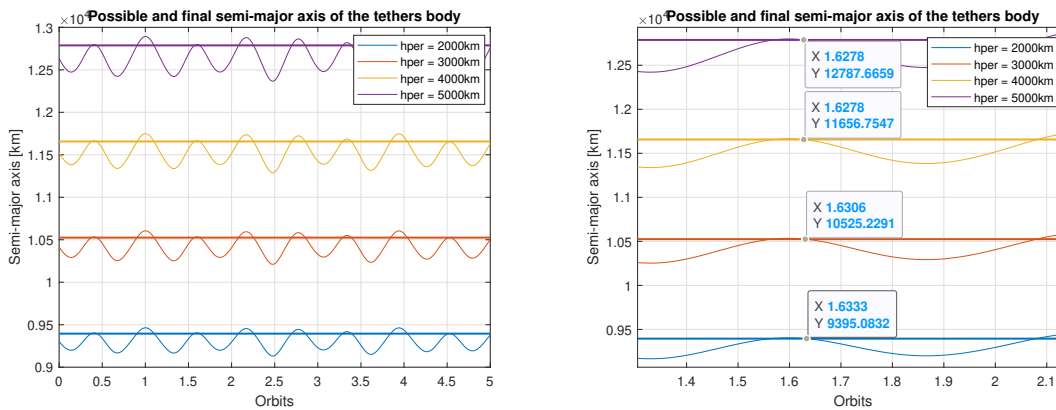 ×10⁴
Possible and final semi-major axis of the tethers body
1.3
1.25
1.2
1.15
1.1
1.05
1
0.95
0.9
Semi-major axis [km]
0
0.5
1
1.5
2
2.5
3
3.5
4
4.5
5
Orbits
hper = 2000km
hper = 3000km
hper = 4000km
hper = 5000km
×10⁴
Possible and final semi-major axis of the tethers body
1.25
1.2
1.15
1.1
1.05
1
0.95
Semi-major axis [km]
1.4
1.5
1.6
1.7
1.8
1.9
2
2.1
Orbits
hper = 2000km
hper = 3000km
hper = 4000km
hper = 5000km
X 1.6278
Y 12787.6659
X 1.6278
Y 11656.7547
X 1.6306
Y 10525.2291
X 1.6333
Y 9395.0832